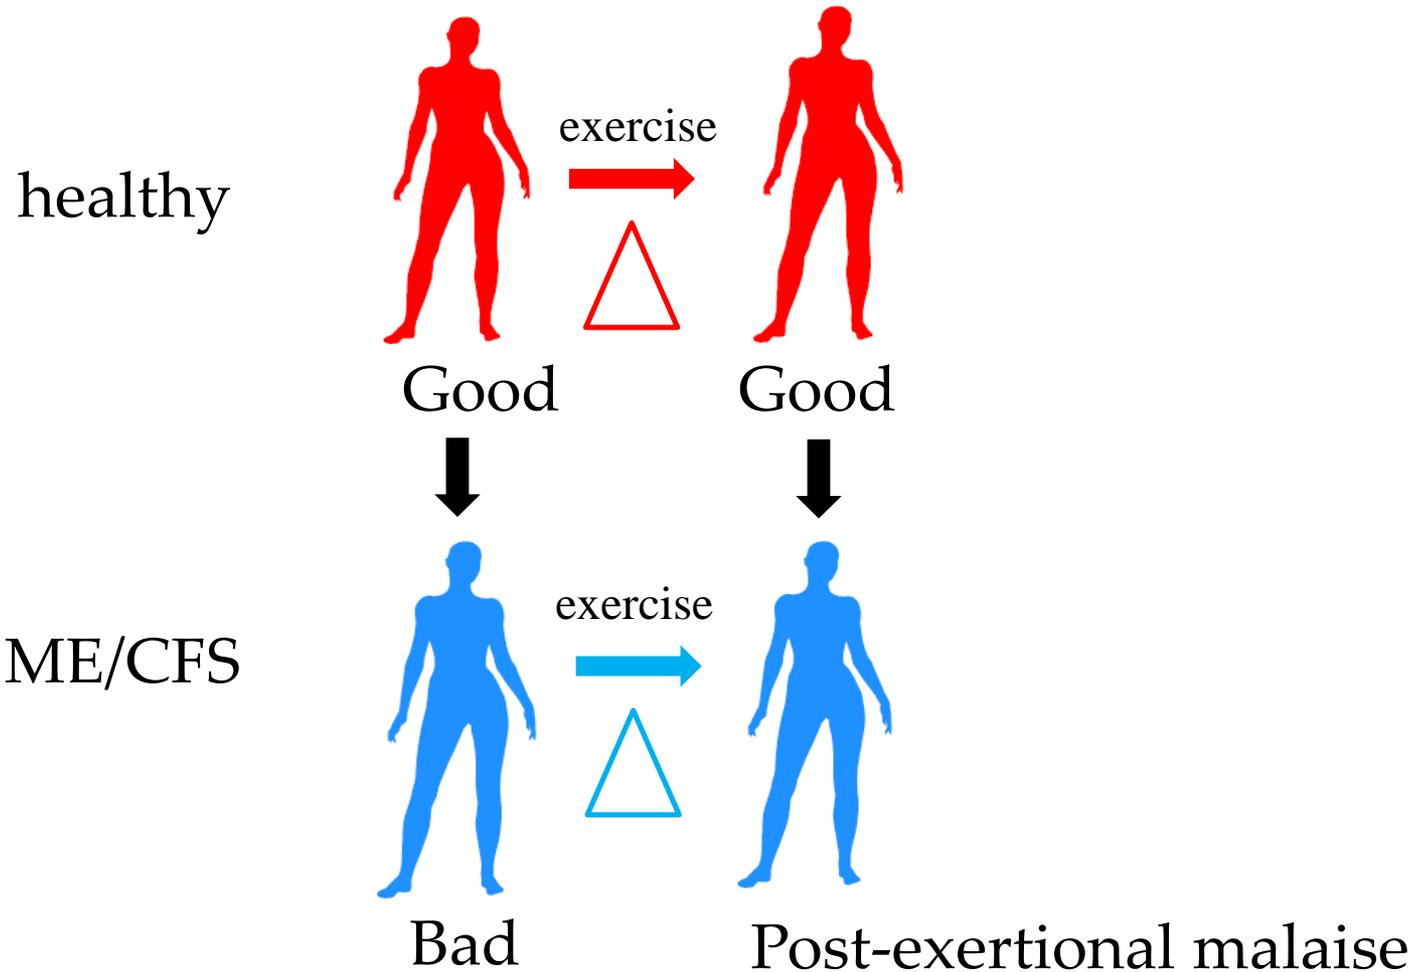 exercise
healthy
Good
Good
exercise
ME/CFS
Bad
Post-exertional malaise